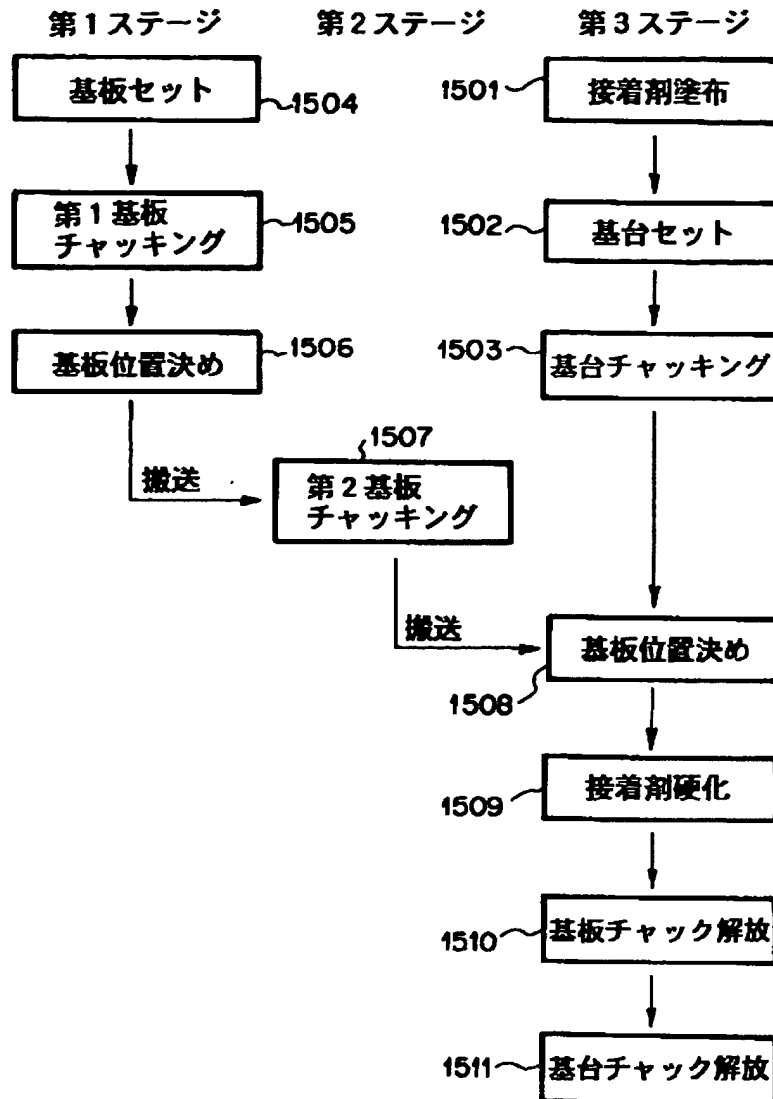 第1ステージ
第2ステージ
第3ステージ
基板セット
1504
1501
接着剤塗布
第1基板
チャッキング
1505
1502
基台セット
基板位置決め
1506
1503
基台チャッキング
搬送
1507
第2基板
チャッキング
搬送
基板位置決め
1508
1509
接着剤硬化
1510
基板チャック解放
1511
基台チャック解放